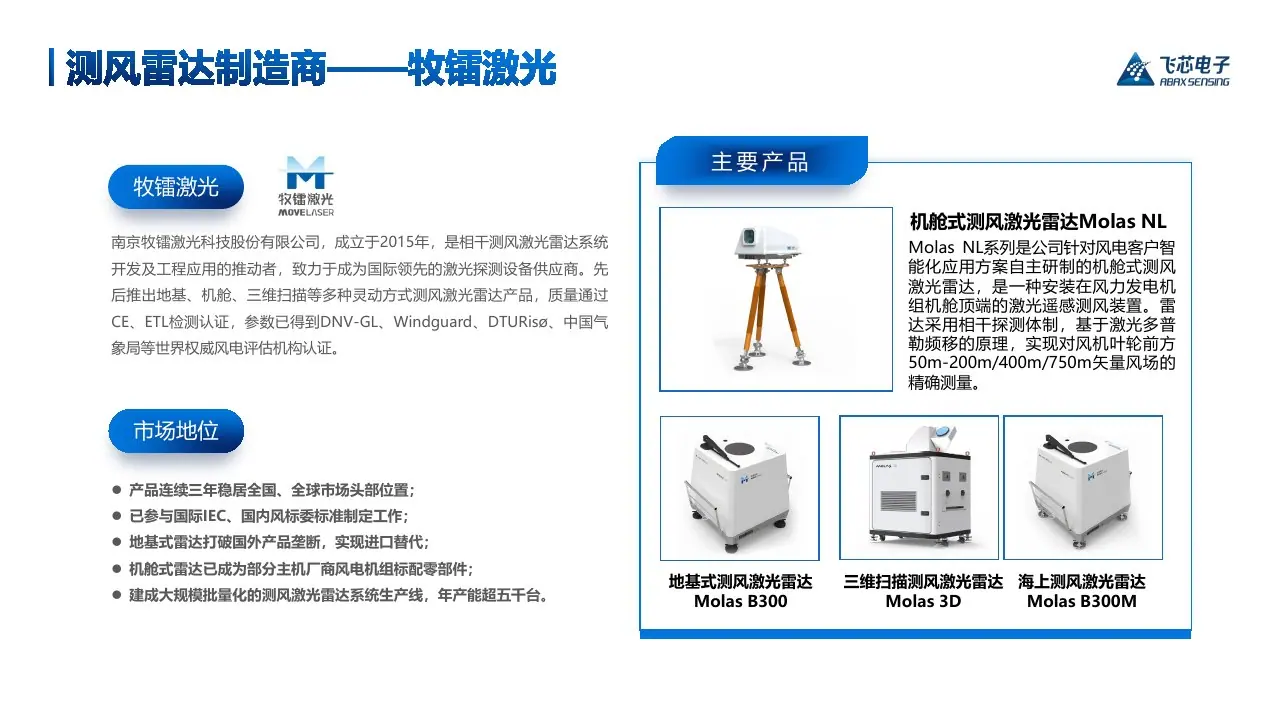 测风雷达制造商——牧镭激光
飞芯电子
ABAXSENSING
牧镭激光
牧镭激光
MOVELASER
南京牧镭激光科技股份有限公司，成立于2015年，是相干测风激光雷达系统
开发及工程应用的推动者，致力于成为国际领先的激光探测设备供应商。先
后推出地基、机舱、三维扫描等多种灵动方式测风激光雷达产品，质量通过
CE、ETL检测认证，参数已得到DNV-GL、Windguard、DTURisø、中国气
象局等世界权威风电评估机构认证。
市场地位
● 产品连续三年稳居全国、全球市场头部位置；
● 已参与国际IEC、国内风标委标准制定工作；
● 地基式雷达打破国外产品垄断，实现进口替代；
● 机舱式雷达已成为部分主机厂商风电机组标配零部件；
● 建成大规模批量化的测风激光雷达系统生产线，年产能超五千台。
主要产品
机舱式测风激光雷达Molas NL
Molas NL系列是公司针对风电客户智
能化应用方案自主研制的机舱式测风
激光雷达，是一种安装在风力发电机
组机舱顶端的激光遥感测风装置。雷
达采用相干探测体制，基于激光多普
勒频移的原理，实现对风机叶轮前方
50m-200m/400m/750m矢量风场的
精确测量。
地基式测风激光雷达
Molas B300
三维扫描测风激光雷达
Molas 3D
海上测风激光雷达
Molas B300M